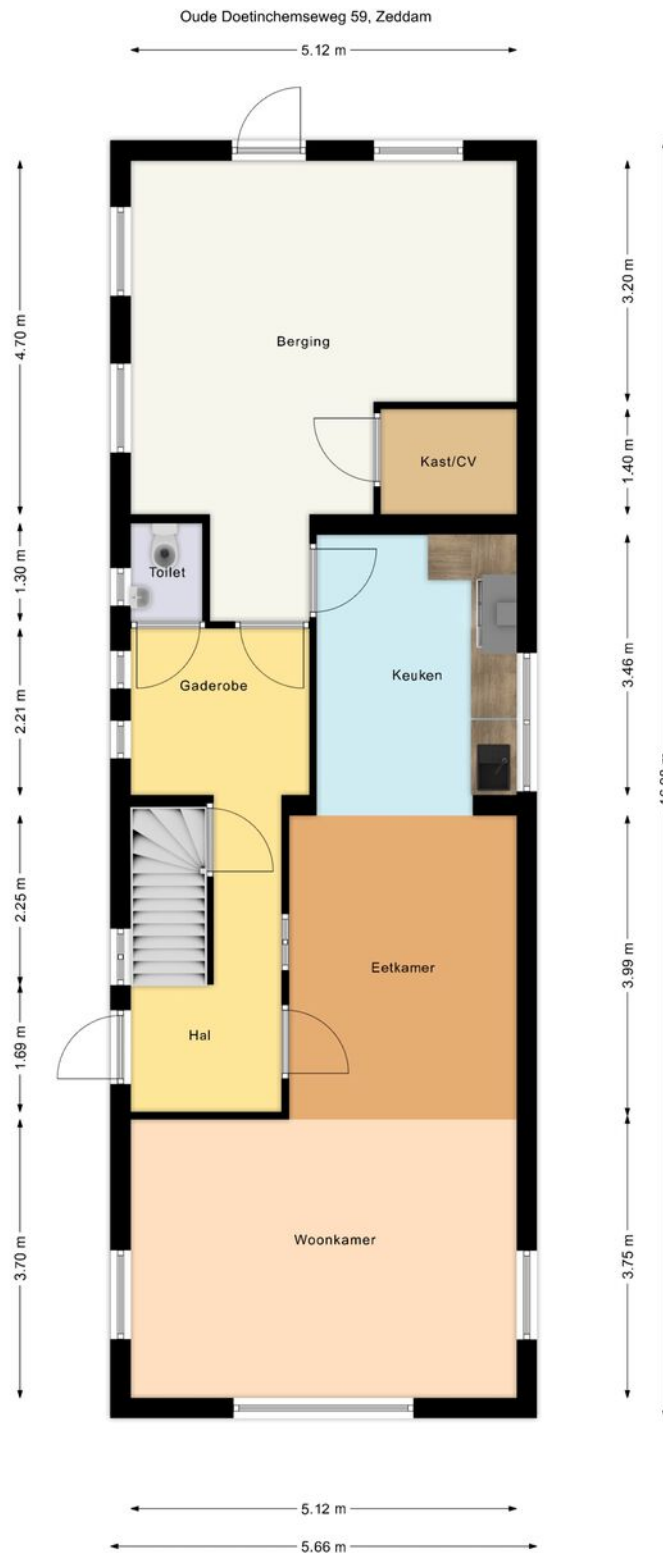 Oude Doetinchemseweg 59, Zeddam
5.12 m
3.20 m
4.70 m
Berging
1.40 m
Kast/CV
1.30 m
Toilet
3.46 m
Keuken
Gaderobe
2.21 m
2.25 m
3.99 m
Eetkamer
1.69 m
Hal
Woonkamer
3.70 m
3.75 m
5.12 m
5.66 m